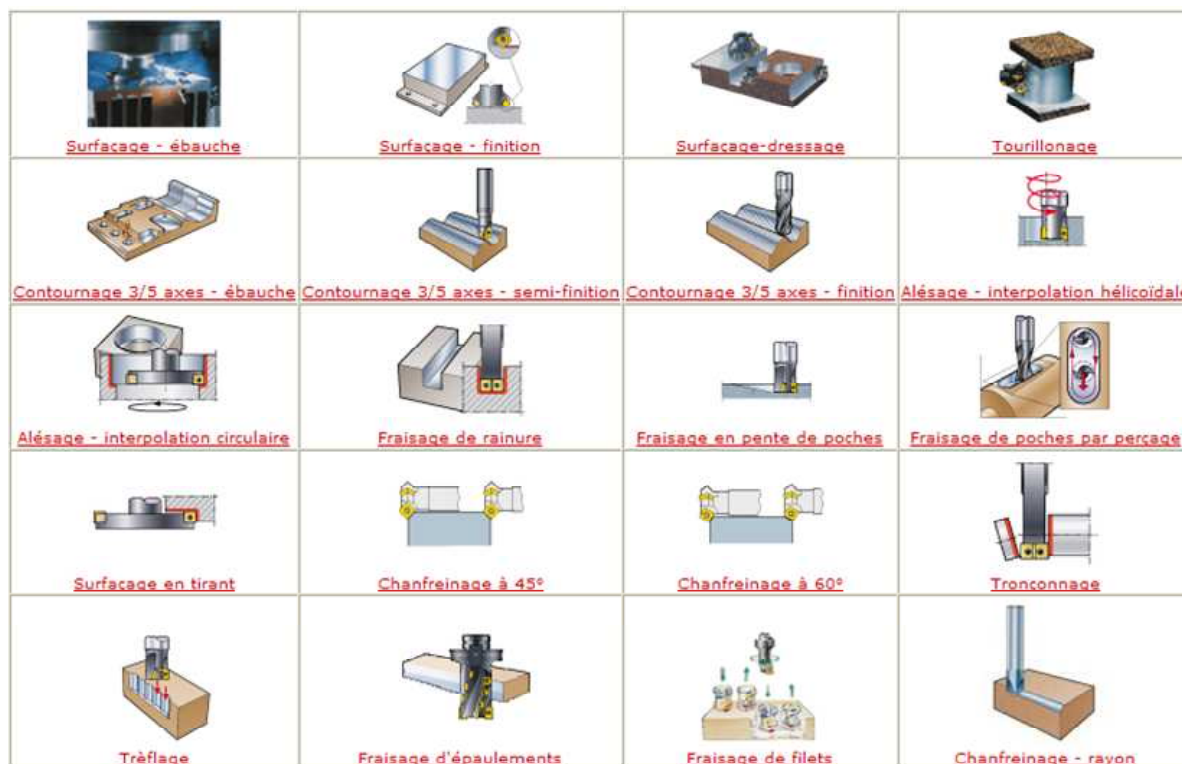 Surfaçage - ébauche
Surfaçage - finition
Surfaçage-dressage
Tourillonage
Contournage 3/5 axes - ébauche
Contournage 3/5 axes - semi-finition
Contournage 3/5 axes - finition
Alésage - interpolation hélicoïdale
Alésage - interpolation circulaire
Fraisage de rainure
Fraisage en pente de poches
Fraisage de poches par perçage
Surfaçage en tirant
Chanfreinage à 45°
Chanfreinage à 60°
Tronçonnage
Trèflage
Fraisage d'épaulements
Fraisage de filets
Chanfreinage - rayon